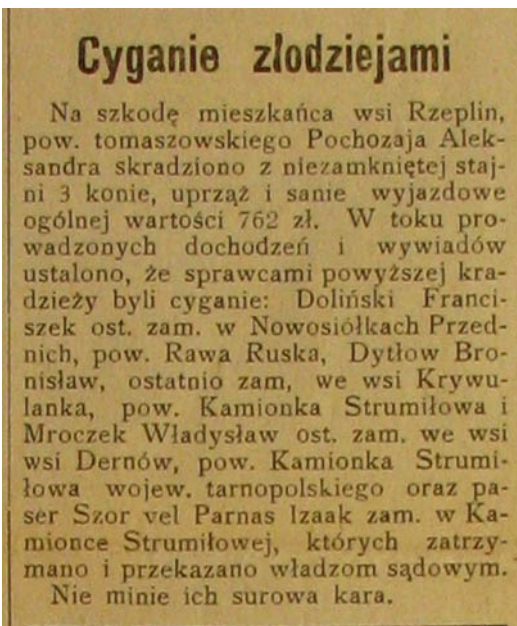 Cyganie złodziejami
Na szkodę mieszkańca wsi Rzeplin,
pow. tomaszowskiego Pochozaja Alek-
sandra skradziono z niezamkniętej staj-
ni 3 konie, uprząż i sanie wyjazdowe
ogólnej wartości 762 zł. W toku pro-
wadzonych dochodzeń i wywiadów
ustalono, że sprawcami powyższej kra-
dzieży byli cyganie: Doliński Franci-
szek ost. zam. w Nowosiółkach Przed-
nich, pow. Rawa Ruska, Dytłow Bro-
nisław, ostatnio zam, we wsi Krywu-
lanka, pow. Kamionka Strumiłowa i
Mroczek Władysław ost. zam. we wsi
wsi Dernów, pow. Kamionka Strumi-
łowa wojew. tarnopolskiego oraz pa-
ser Szor vel Parnas Izaak zam. w Ka-
mionce Strumiłowej, których zatrzy-
mano i przekazano władzom sądowym.
Nie minie ich surowa kara.